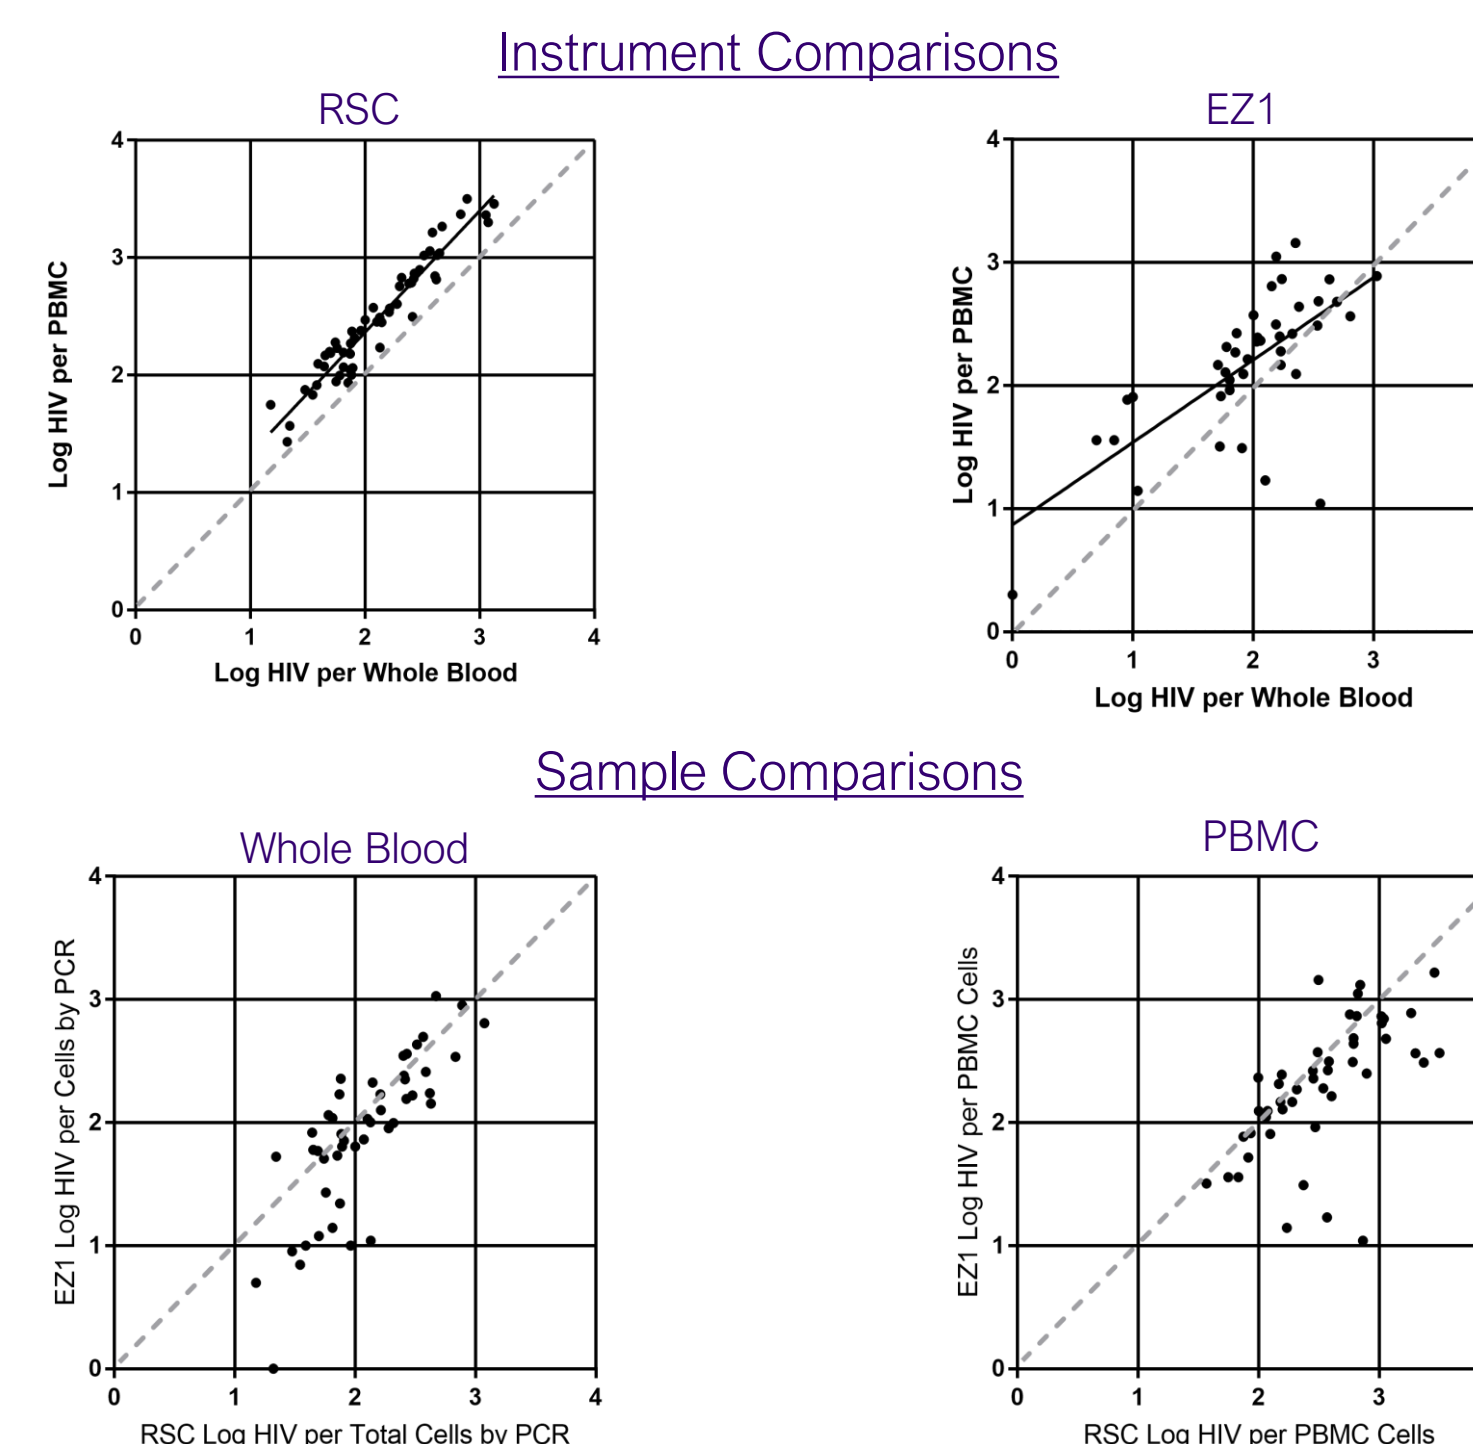 Instrument Comparisons
RSC
4
3
2
1
0
0 1 2 3 4
Log HIV per PBMC
Log HIV per Whole Blood
EZ1
4
3
2
1
0
0 1 2 3
Log HIV per PBMC
Log HIV per Whole Blood
Sample Comparisons
Whole Blood
4
3
2
1
0
0 1 2 3 4
EZ1 Log HIV per Cells by PCR
RSC Log HIV per Total Cells by PCR
PBMC
4
3
2
1
0
0 1 2 3
EZ1 Log HIV per PBMC Cells
RSC Log HIV per PBMC Cells